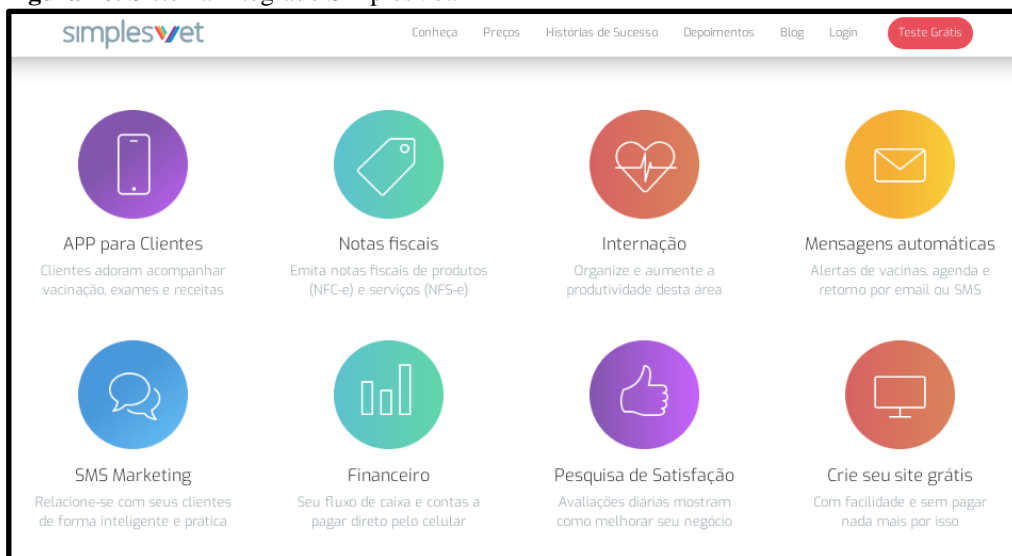 simplesvet
Conheça Preços Histórias de Sucesso Depoimentos Blog Login Teste Grátis
APP para Clientes
Clientes adoram acompanhar
vacinação, exames e receitas
Notas fiscais
Emita notas fiscais de produtos
(NFC-e) e serviços (NFS-e)
Internação
Organize e aumente a
produtividade desta área
Mensagens automáticas
Alertas de vacinas, agenda e
retorno por email ou SMS
SMS Marketing
Relacione-se com seus clientes
de forma inteligente e prática
Financeiro
Seu fluxo de caixa e contas a
pagar direto pelo celular
Pesquisa de Satisfação
Avaliações diárias mostram
como melhorar seu negócio
Crie seu site grátis
Com facilidade e sem pagar
nada mais por isso